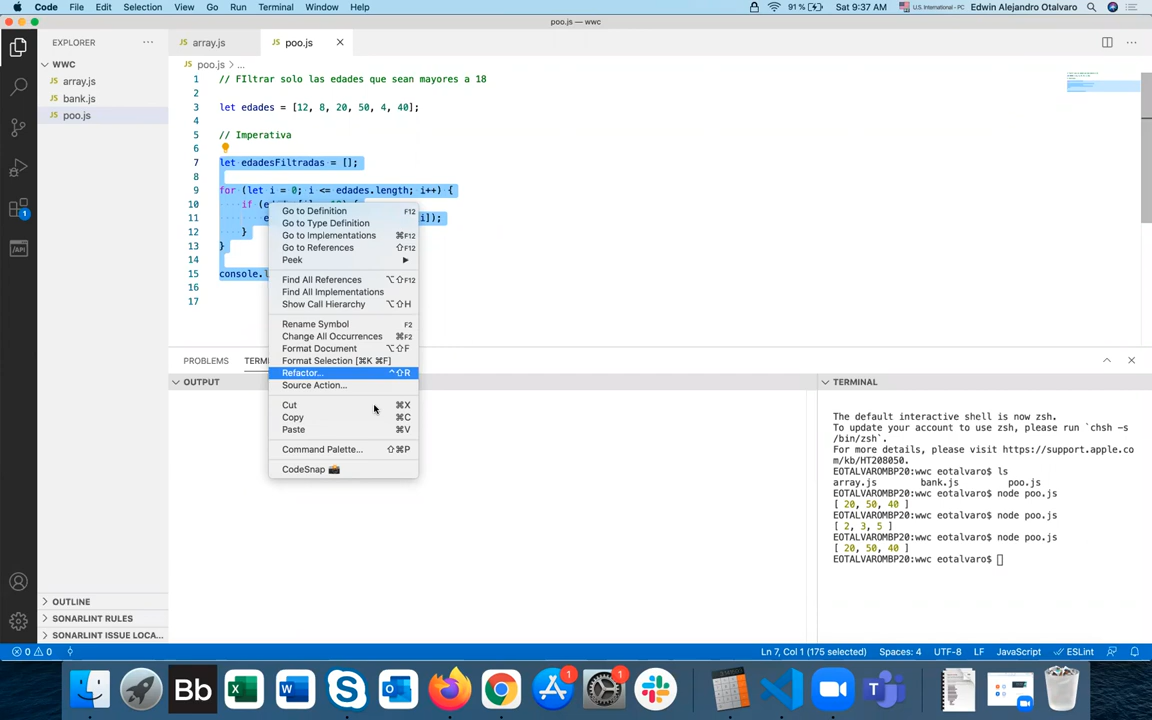 Code File Edit Selection View Go Run Terminal Window Help 91 % Sat 9:37 AM U.S. International - PC Edwin Alejandro Otalvaro
poo.js — wwc
EXPLORER ···
array.js
poo.js
WWC
array.js
bank.js
poo.js
OUTLINE
SONARLINT RULES
SONARLINT ISSUE LOCA...
1
/API
poo.js > ...
1 // FIltrar solo las edades que sean mayores a 18
2
3 let edades = [12, 8, 20, 50, 4, 40];
4
5 // Imperativa
6
7 let edadesFiltradas = [];
8
9 for (let i = 0; i <= edades.length; i++) {
10 if (
11 i]);
12 }
13 }
14
15 console.
16
17
Go to Definition F12
Go to Type Definition
Go to Implementations ⌘F12
Go to References ⇧F12
Peek
Find All References ⌥⇧F12
Find All Implementations
Show Call Hierarchy ⌥⇧H
Rename Symbol F2
Change All Occurrences ⌘F2
Format Document ⌥⇧F
Format Selection [⌘K ⌘F]
Refactor... ^⇧R
Source Action...
Cut ⌘X
Copy ⌘C
Paste ⌘V
Command Palette... ⇧⌘P
CodeSnap 📸
PROBLEMS TERM
OUTPUT
TERMINAL
The default interactive shell is now zsh.
To update your account to use zsh, please run `chsh -s
/bin/zsh`.
For more details, please visit https://support.apple.co
m/kb/HT208050.
EOTALVAROMBP20:wwc eotalvaro$ ls
array.js bank.js poo.js
EOTALVAROMBP20:wwc eotalvaro$ node poo.js
[ 20, 50, 40 ]
EOTALVAROMBP20:wwc eotalvaro$ node poo.js
[ 2, 3, 5 ]
EOTALVAROMBP20:wwc eotalvaro$ node poo.js
[ 20, 50, 40 ]
EOTALVAROMBP20:wwc eotalvaro$
0 0 Ln 7, Col 1 (175 selected) Spaces: 4 UTF-8 LF JavaScript ESLint
Bb
1
1